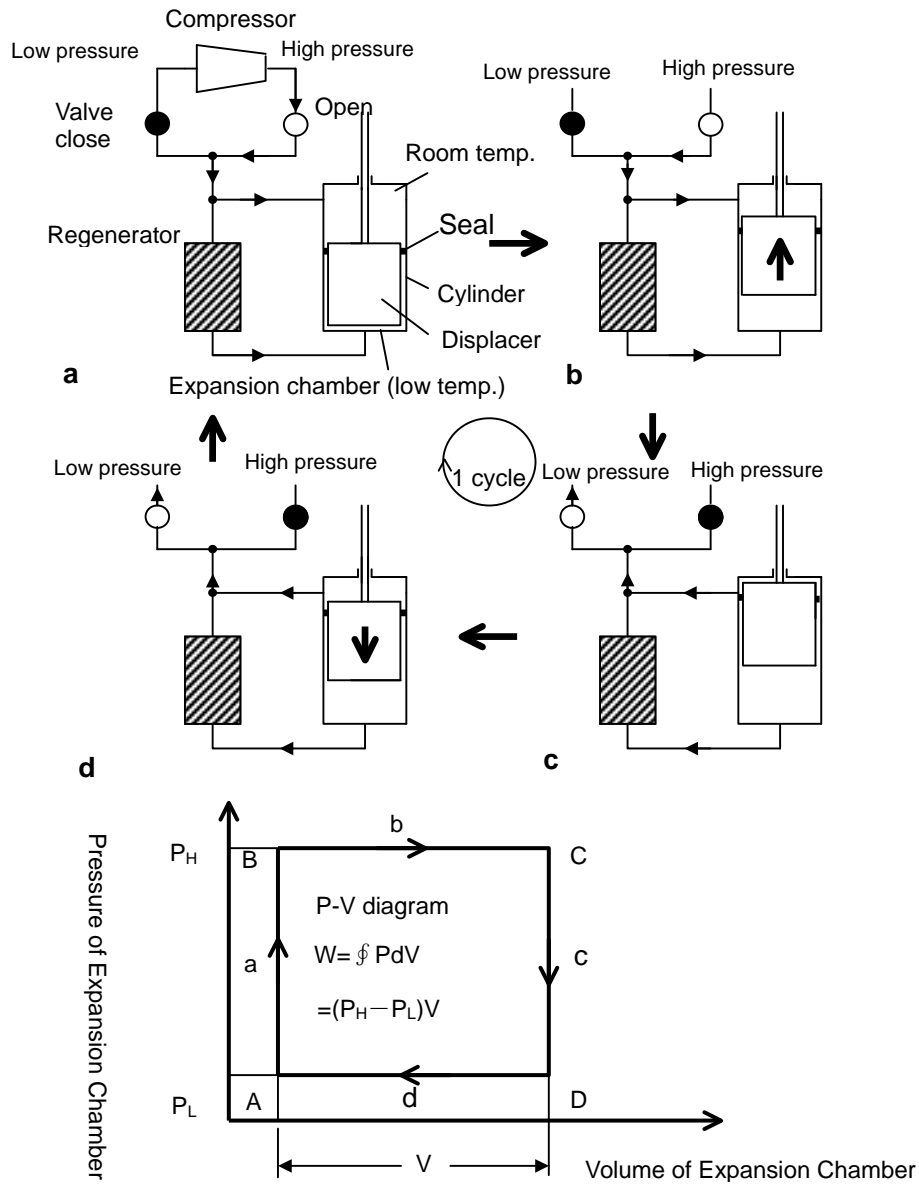 Compressor
Low pressure
High pressure
Valve
close
Open
Room temp.
Regenerator
Seal
Cylinder
Displacer
a
Expansion chamber (low temp.)
Low pressure
High pressure
b
1 cycle
Low pressure
High pressure
d
Low pressure
High pressure
c
Pressure of Expansion Chamber
PH
B
b
C
P-V diagram
a
W=∮PdV
c
=(PH－PL)V
PL
A
d
D
V
Volume of Expansion Chamber